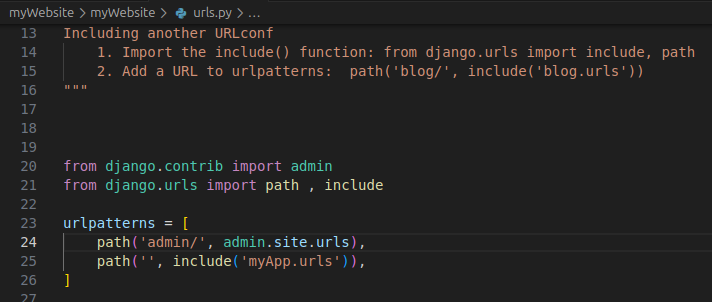 myWebsite > myWebsite > urls.py > ...
13 Including another URLconf
14     1. Import the include() function: from django.urls import include, path
15     2. Add a URL to urlpatterns:  path('blog/', include('blog.urls'))
16 """
17
18
19
20 from django.contrib import admin
21 from django.urls import path , include
22
23 urlpatterns = [
24     path('admin/', admin.site.urls),
25     path('', include('myApp.urls')),
26 ]
27